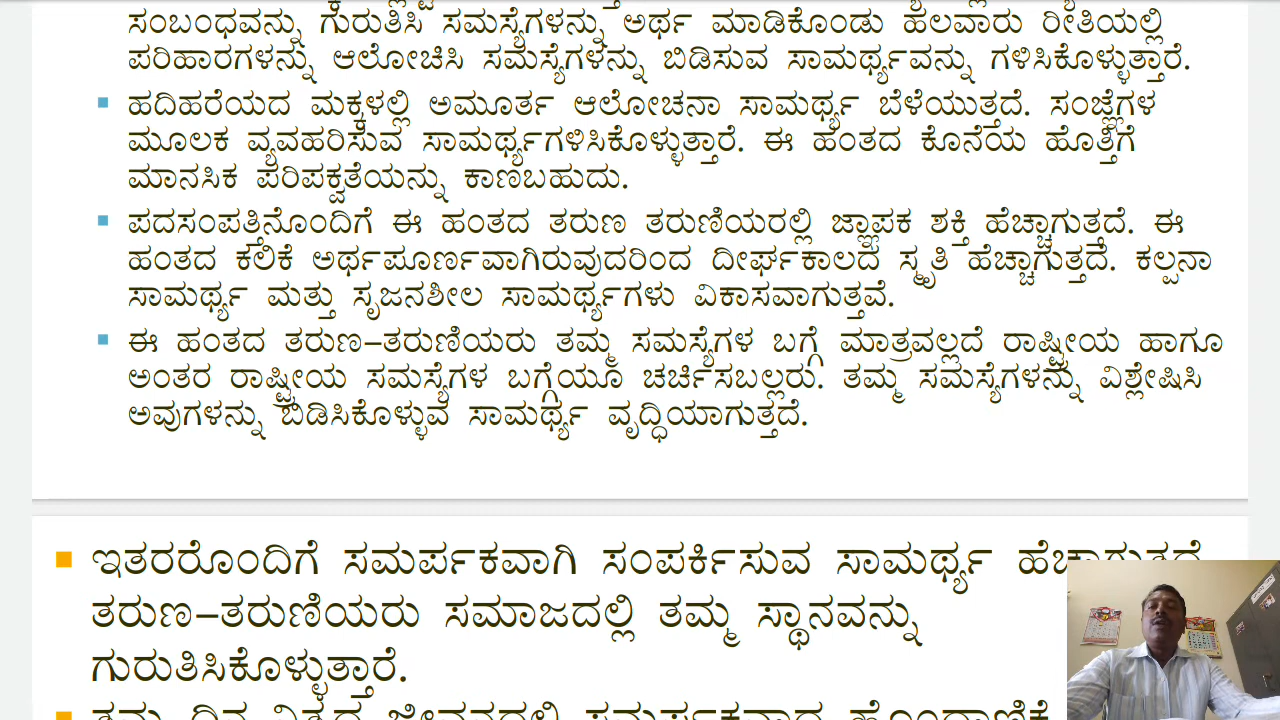 ಸಂಬಂಧವನ್ನು ಗುರುತಿಸಿ ಸಮಸ್ಯೆಗಳನ್ನು ಅರ್ಥ ಮಾಡಿಕೊಂಡು ಹಲವಾರು ರೀತಿಯಲ್ಲಿ
ಪರಿಹಾರಗಳನ್ನು ಆಲೋಚಿಸಿ ಸಮಸ್ಯೆಗಳನ್ನು ಬಿಡಿಸುವ ಸಾಮರ್ಥ್ಯವನ್ನು ಗಳಿಸಿಕೊಳ್ಳುತ್ತಾರೆ.
ಹದಿಹರೆಯದ ಮಕ್ಕಳಲ್ಲಿ ಅಮೂರ್ತ ಆಲೋಚನಾ ಸಾಮರ್ಥ್ಯ ಬೆಳೆಯುತ್ತದೆ. ಸಂಜ್ಞೆಗಳ
ಮೂಲಕ ವ್ಯವಹರಿಸುವ ಸಾಮರ್ಥ್ಯಗಳಿಸಿಕೊಳ್ಳುತ್ತಾರೆ. ಈ ಹಂತದ ಕೊನೆಯ ಹೊತ್ತಿಗೆ
ಮಾನಸಿಕ ಪರಿಪಕ್ವತೆಯನ್ನು ಕಾಣಬಹುದು.
ಪದಸಂಪತ್ತಿನೊಂದಿಗೆ ಈ ಹಂತದ ತರುಣ ತರುಣಿಯರಲ್ಲಿ ಜ್ಞಾಪಕ ಶಕ್ತಿ ಹೆಚ್ಚಾಗುತ್ತದೆ. ಈ
ಹಂತದ ಕಲಿಕೆ ಅರ್ಥಪೂರ್ಣವಾಗಿರುವುದರಿಂದ ದೀರ್ಘಕಾಲದ ಸ್ಮೃತಿ ಹೆಚ್ಚಾಗುತ್ತದೆ. ಕಲ್ಪನಾ
ಸಾಮರ್ಥ್ಯ ಮತ್ತು ಸೃಜನಶೀಲ ಸಾಮರ್ಥ್ಯಗಳು ವಿಕಾಸವಾಗುತ್ತವೆ.
ಈ ಹಂತದ ತರುಣ–ತರುಣಿಯರು ತಮ್ಮ ಸಮಸ್ಯೆಗಳ ಬಗ್ಗೆ ಮಾತ್ರವಲ್ಲದೆ ರಾಷ್ಟ್ರೀಯ ಹಾಗೂ
ಅಂತರ ರಾಷ್ಟ್ರೀಯ ಸಮಸ್ಯೆಗಳ ಬಗ್ಗೆಯೂ ಚರ್ಚಿಸಬಲ್ಲರು. ತಮ್ಮ ಸಮಸ್ಯೆಗಳನ್ನು ವಿಶ್ಲೇಷಿಸಿ
ಅವುಗಳನ್ನು ಬಿಡಿಸಿಕೊಳ್ಳುವ ಸಾಮರ್ಥ್ಯ ವೃದ್ಧಿಯಾಗುತ್ತದೆ.
ಇತರರೊಂದಿಗೆ ಸಮರ್ಪಕವಾಗಿ ಸಂಪರ್ಕಿಸುವ ಸಾಮರ್ಥ್ಯ ಹೆಚ್ಚಾಗುತ್ತದೆ
ತರುಣ–ತರುಣಿಯರು ಸಮಾಜದಲ್ಲಿ ತಮ್ಮ ಸ್ಥಾನವನ್ನು
ಗುರುತಿಸಿಕೊಳ್ಳುತ್ತಾರೆ.